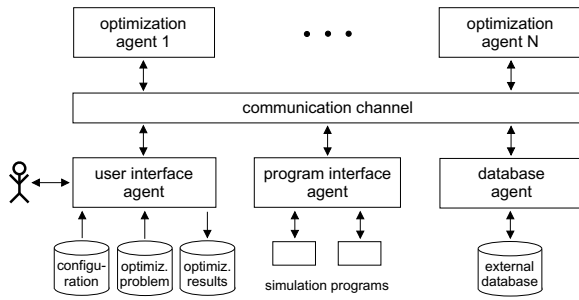 optimization
agent 1
• • •
optimization
agent N
communication channel
user interface
agent
program interface
agent
database
agent
configu-
ration
optimiz.
problem
optimiz.
results
simulation programs
external
database